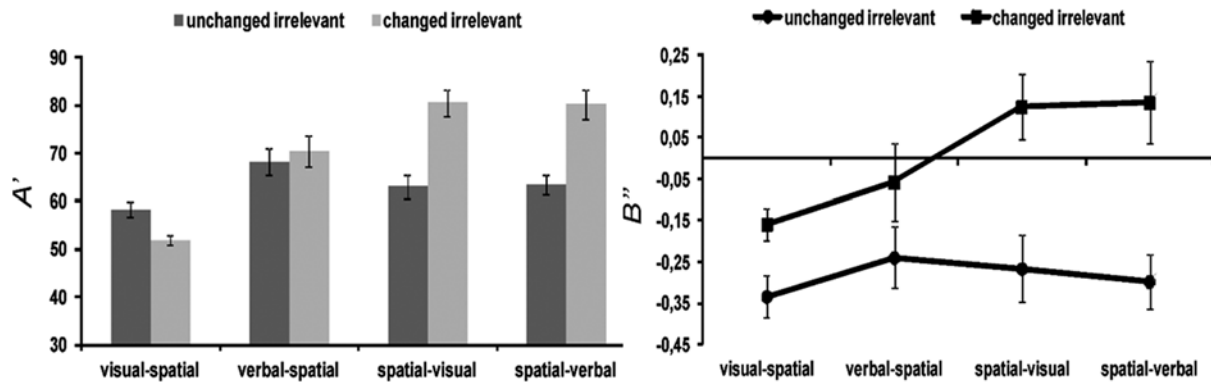 unchanged irrelevant changed irrelevant
90
80
70
60
50
40
30
A’
visual-spatial verbal-spatial spatial-visual spatial-verbal
unchanged irrelevant changed irrelevant
0,25
0,15
0,05
-0,05
-0,15
-0,25
-0,35
-0,45
B’’
visual-spatial verbal-spatial spatial-visual spatial-verbal